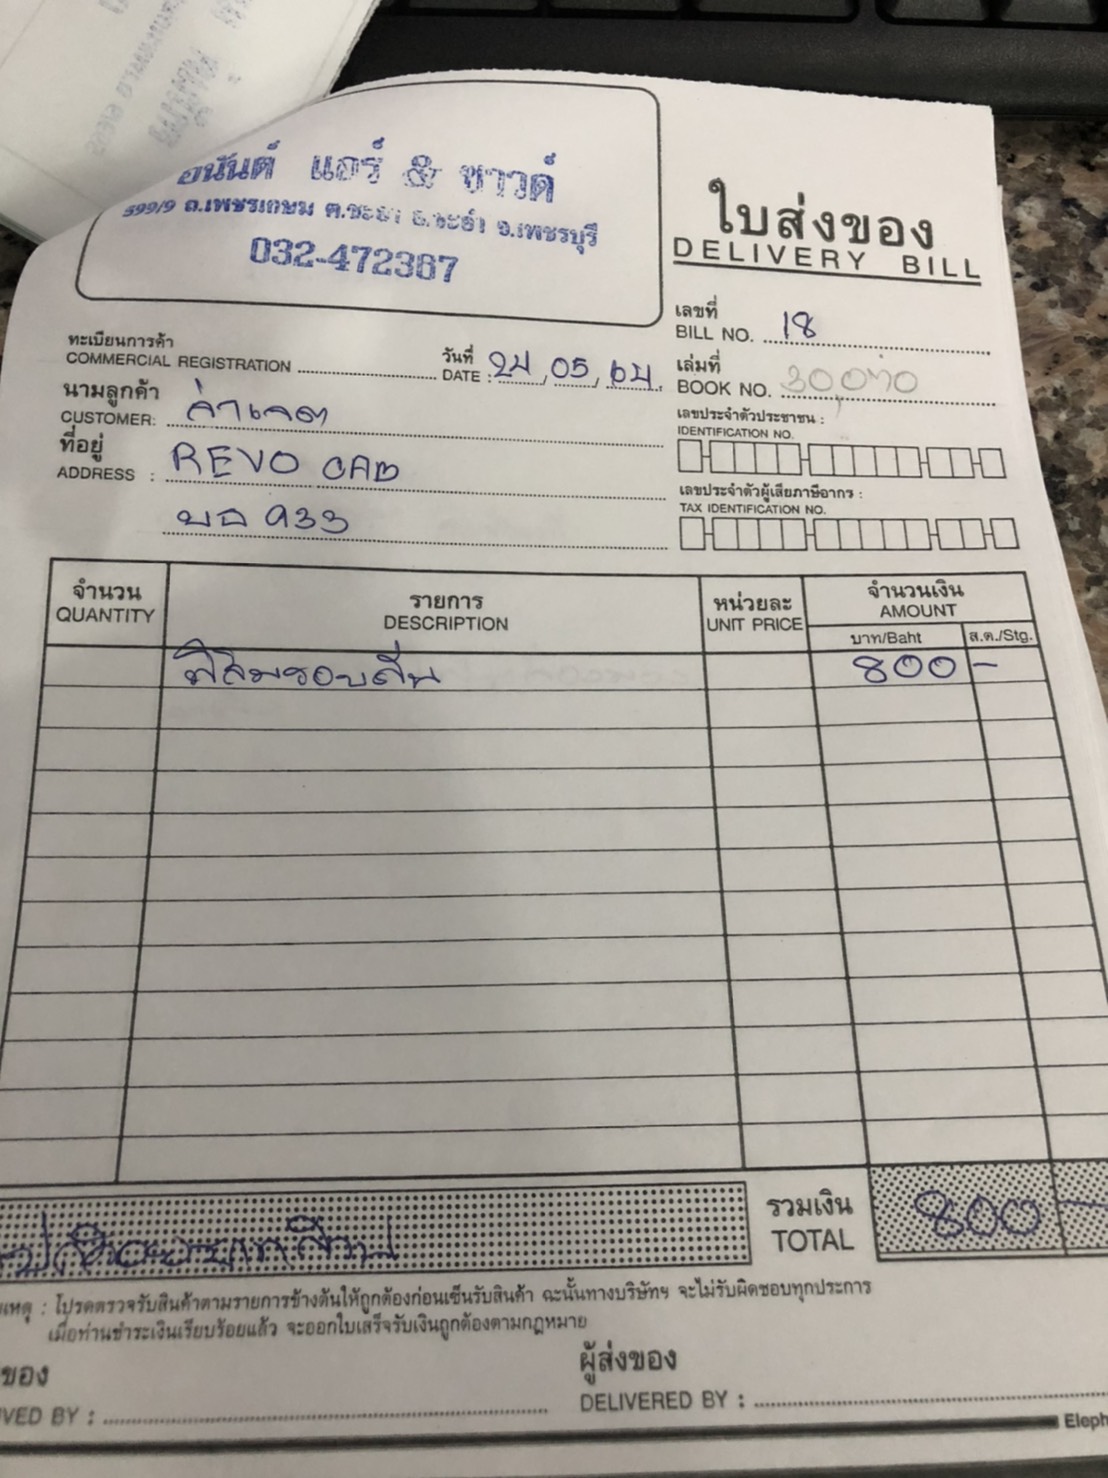 อนันต์ แอร์ & ซาวด์
599/9 ถ.เพชรเกษม ต.ชะอำ อ.ชะอำ จ.เพชรบุรี
032-472387
ใบส่งของ
DELIVERY BILL
เลขที่
BILL NO. 18
ทะเบียนการค้า
COMMERCIAL REGISTRATION
วันที่
DATE : 24, 05, 64
เล่มที่
BOOK NO.
นามลูกค้า
CUSTOMER:
เลขประจำตัวประชาชน :
IDENTIFICATION NO.
ที่อยู่
ADDRESS : REVO CAB
บอ 933
เลขประจำตัวผู้เสียภาษีอากร :
TAX IDENTIFICATION NO.
จำนวน
QUANTITY
รายการ
DESCRIPTION
หน่วยละ
UNIT PRICE
จำนวนเงิน
AMOUNT
บาท/Baht
ส.ต./Stg.
ฟิล์มรอบคัน 800 -
รวมเงิน
TOTAL
800 -
เหตุ : โปรดตรวจรับสินค้าตามรายการข้างต้นให้ถูกต้องก่อนเซ็นรับสินค้า ฉะนั้นทางบริษัทฯ จะไม่รับผิดชอบทุกประการ
เมื่อท่านชำระเงินเรียบร้อยแล้ว จะออกใบเสร็จรับเงินถูกต้องตามกฎหมาย
ของ
VED BY :
ผู้ส่งของ
DELIVERED BY :
Eleph